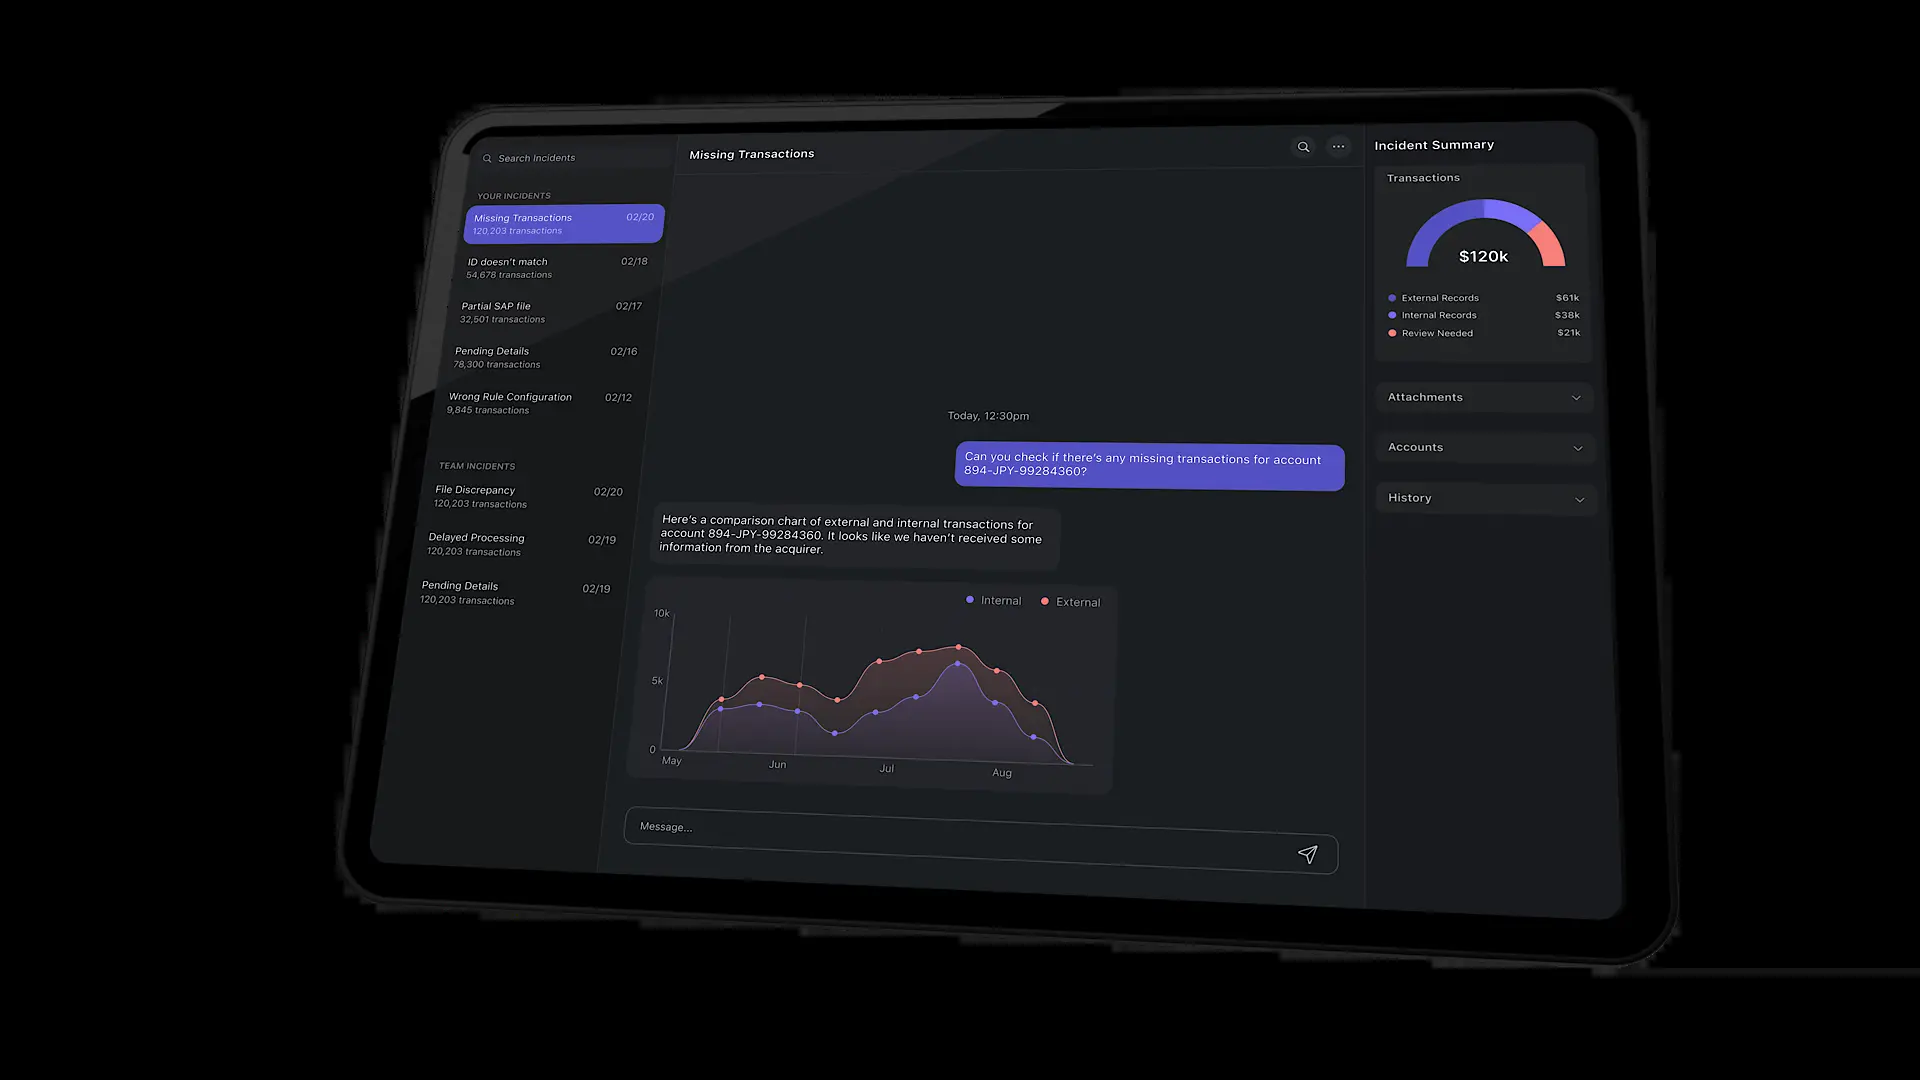 Search Incidents
YOUR INCIDENTS
Missing Transactions 02/20
120,203 transactions
ID doesn't match 02/18
54,678 transactions
Partial SAP file 02/17
32,501 transactions
Pending Details 02/16
78,300 transactions
Wrong Rule Configuration 02/12
9,845 transactions
TEAM INCIDENTS
File Discrepancy 02/20
120,203 transactions
Delayed Processing 02/19
120,203 transactions
Pending Details 02/19
120,203 transactions
Missing Transactions
Today, 12:30pm
Can you check if there's any missing transactions for account
894-JPY-99284360?
Here's a comparison chart of external and internal transactions for
account 894-JPY-99284360. It looks like we haven't received some
information from the acquirer.
Internal External
10k
5k
0
May Jun Jul Aug
Message...
Incident Summary
Transactions
$120k
External Records $61k
Internal Records $38k
Review Needed $21k
Attachments
Accounts
History